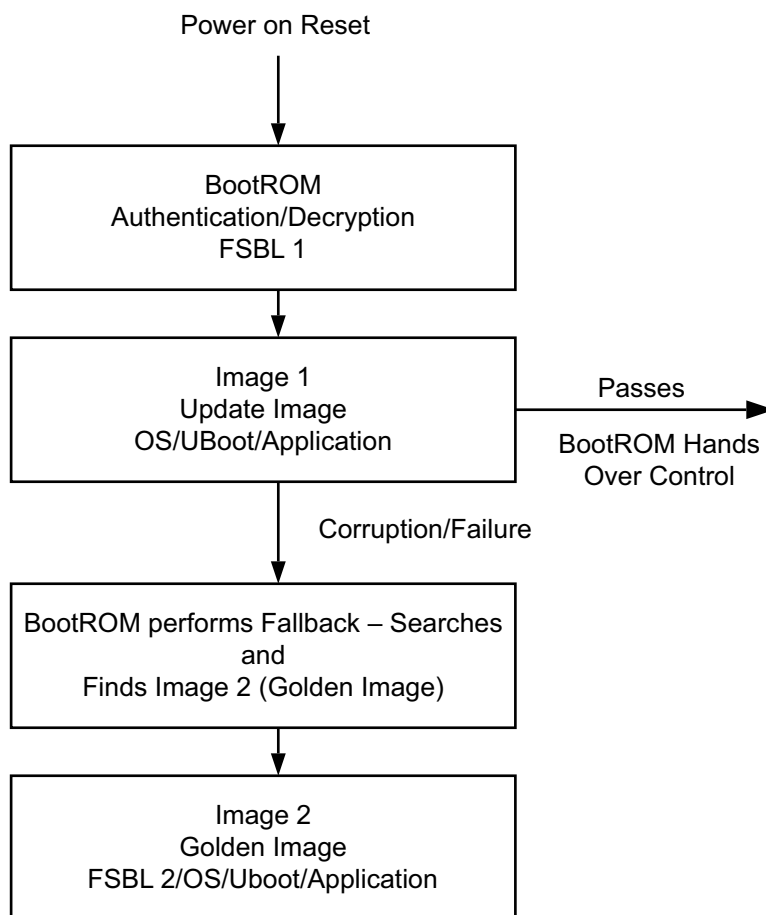 Power on Reset
BootROM
Authentication/Decryption
FSBL 1
Image 1
Update Image
OS/UBoot/Application
Passes
BootROM Hands
Over Control
Corruption/Failure
BootROM performs Fallback – Searches
and
Finds Image 2 (Golden Image)
Image 2
Golden Image
FSBL 2/OS/Uboot/Application